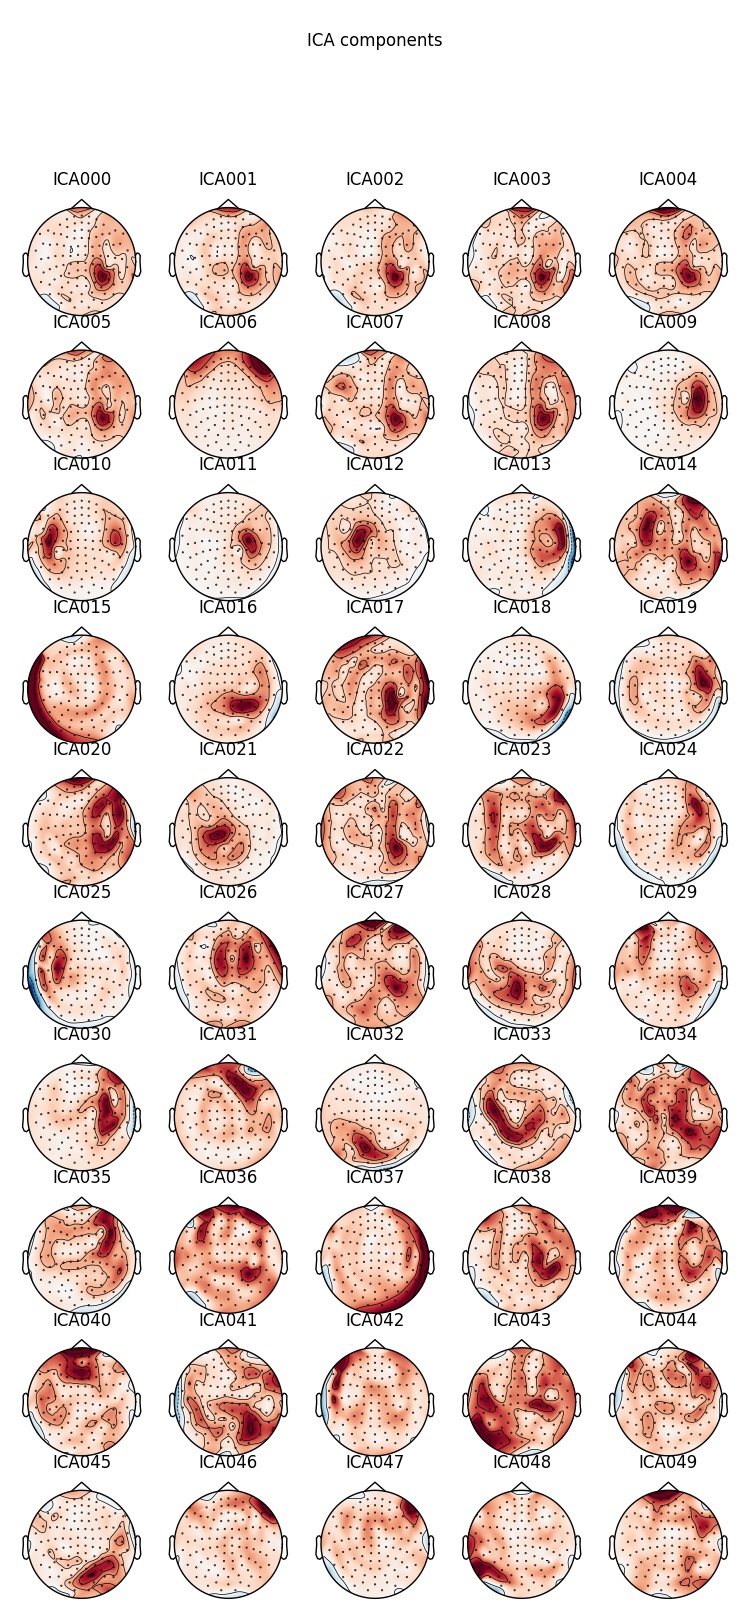 ICA components
ICA000 ICA001 ICA002 ICA003 ICA004
ICA005 ICA006 ICA007 ICA008 ICA009
ICA010 ICA011 ICA012 ICA013 ICA014
ICA015 ICA016 ICA017 ICA018 ICA019
ICA020 ICA021 ICA022 ICA023 ICA024
ICA025 ICA026 ICA027 ICA028 ICA029
ICA030 ICA031 ICA032 ICA033 ICA034
ICA035 ICA036 ICA037 ICA038 ICA039
ICA040 ICA041 ICA042 ICA043 ICA044
ICA045 ICA046 ICA047 ICA048 ICA049